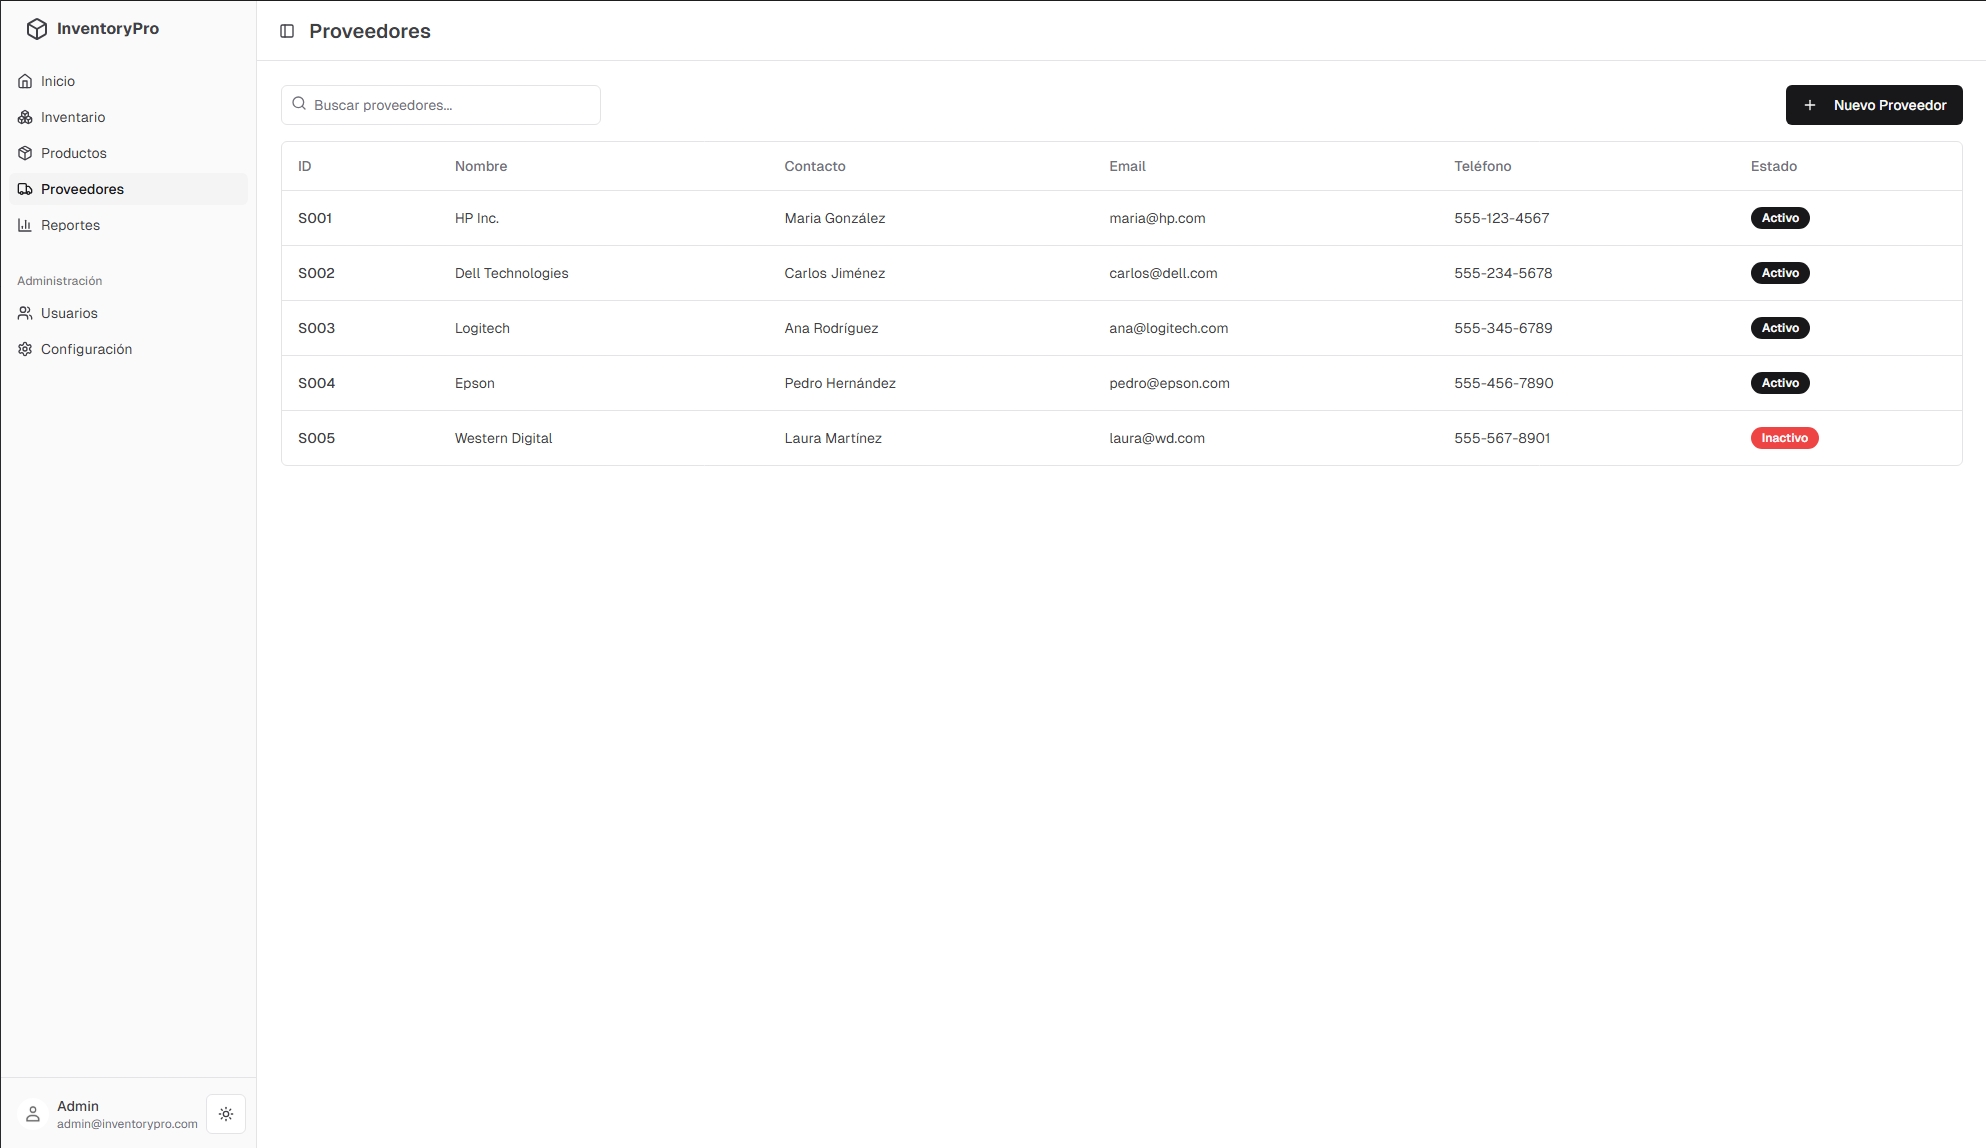 InventoryPro
Inicio
Inventario
Productos
Proveedores
Reportes
Administración
Usuarios
Configuración
Admin
admin@inventorypro.com
Proveedores
Buscar proveedores...
Nuevo Proveedor
ID Nombre Contacto Email Teléfono Estado
S001 HP Inc. Maria González maria@hp.com 555-123-4567 Activo
S002 Dell Technologies Carlos Jiménez carlos@dell.com 555-234-5678 Activo
S003 Logitech Ana Rodríguez ana@logitech.com 555-345-6789 Activo
S004 Epson Pedro Hernández pedro@epson.com 555-456-7890 Activo
S005 Western Digital Laura Martínez laura@wd.com 555-567-8901 Inactivo